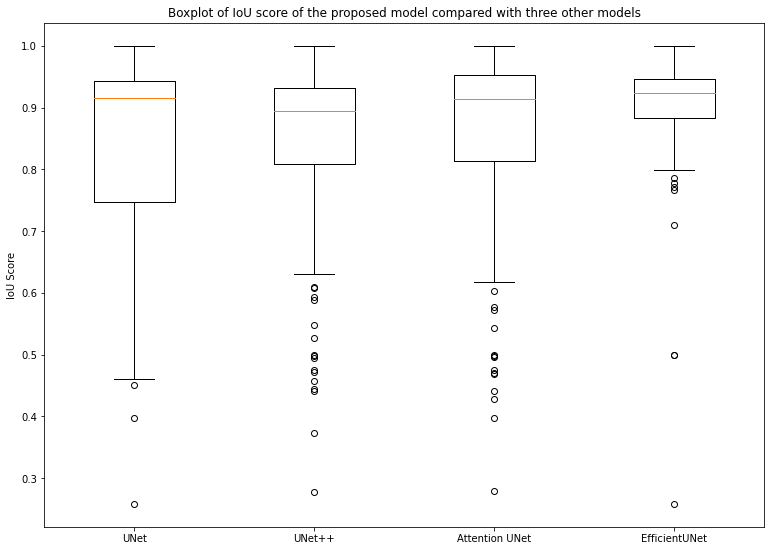 Boxplot of IoU score of the proposed model compared with three other models
1.0
0.9
0.8
0.7
0.6
0.5
0.4
0.3
IoU Score
UNet
UNet++
Attention UNet
EfficientUNet